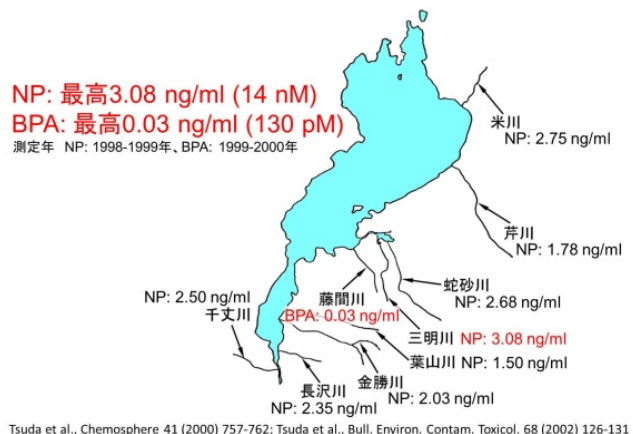 NP: 最高3.08 ng/ml (14 nM)
BPA: 最高0.03 ng/ml (130 pM)
測定年 NP: 1998-1999年、BPA: 1999-2000年
米川
NP: 2.75 ng/ml
芹川
NP: 1.78 ng/ml
蛇砂川
NP: 2.68 ng/ml
藤間川
BPA: 0.03 ng/ml
NP: 2.50 ng/ml
千丈川
三明川 NP: 3.08 ng/ml
葉山川 NP: 1.50 ng/ml
金勝川
NP: 2.03 ng/ml
長沢川
NP: 2.35 ng/ml
Tsuda et al., Chemosphere 41 (2000) 757-762; Tsuda et al., Bull. Environ. Contam. Toxicol. 68 (2002) 126-131